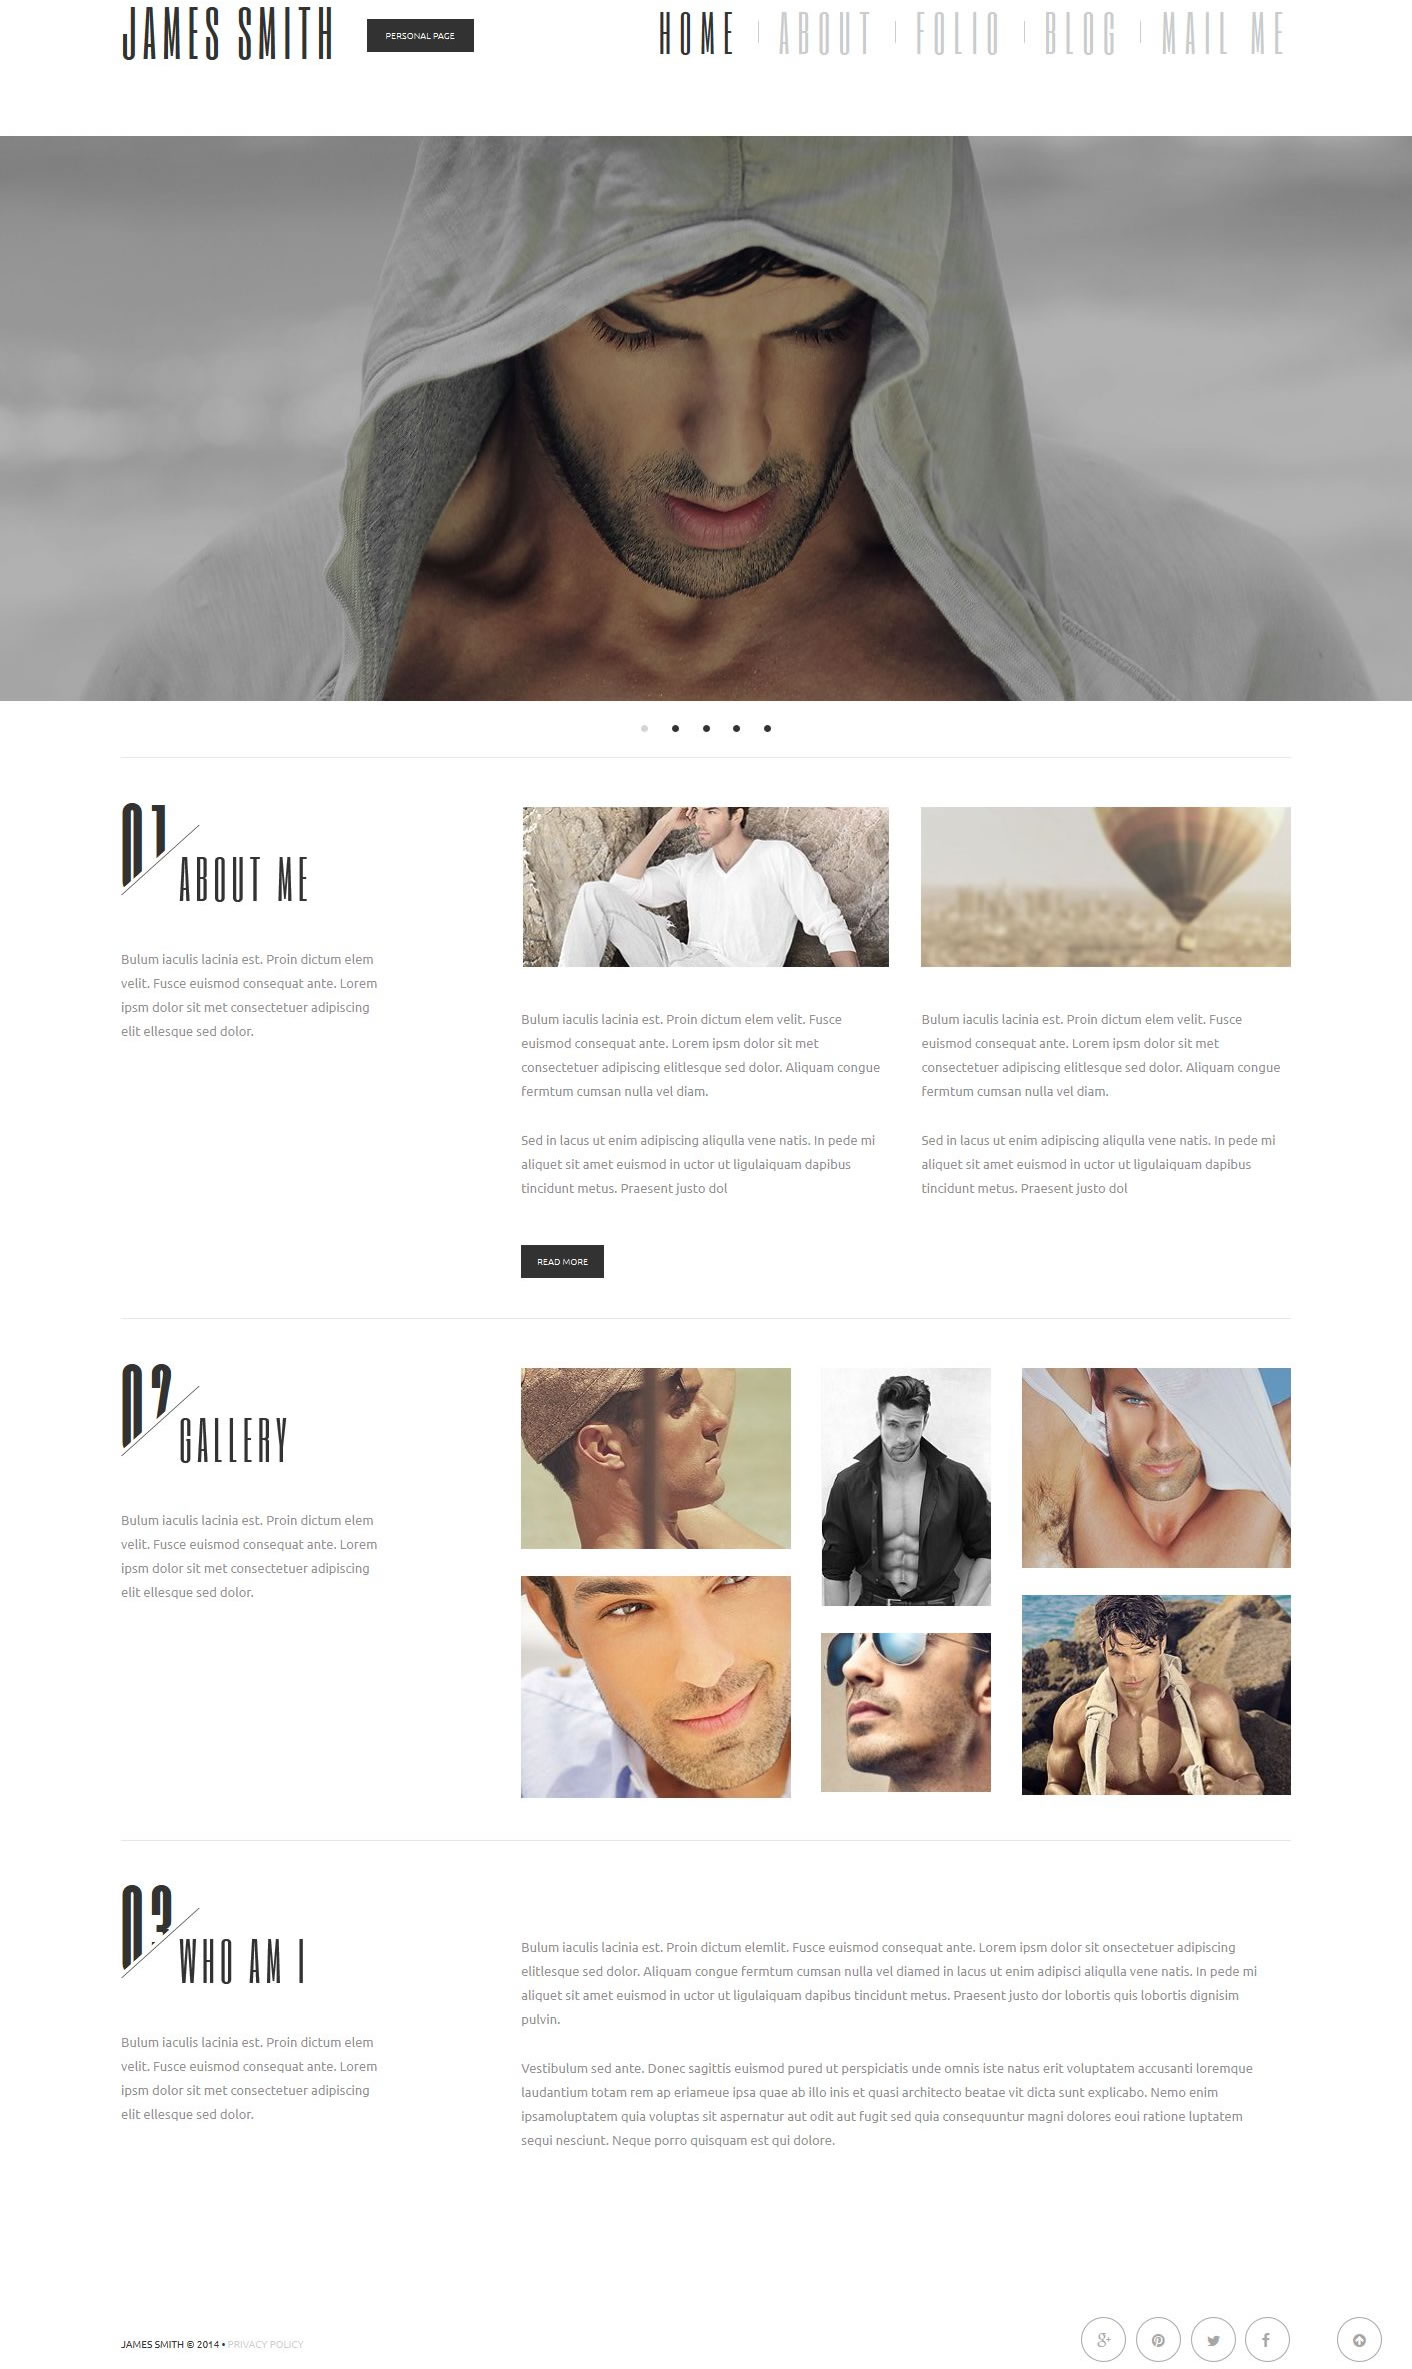 JAMES SMITH
PERSONAL PAGE
HOME
ABOUT
FOLIO
BLOG
MAIL ME
01
ABOUT ME
Bulum iaculis lacinia est. Proin dictum elem
velit. Fusce euismod consequat ante. Lorem
ipsm dolor sit met consectetuer adipiscing
elit ellesque sed dolor.
Bulum iaculis lacinia est. Proin dictum elem velit. Fusce
euismod consequat ante. Lorem ipsm dolor sit met
consectetuer adipiscing elitlesque sed dolor. Aliquam congue
fermtum cumsan nulla vel diam.
Sed in lacus ut enim adipiscing aliqulla vene natis. In pede mi
aliquet sit amet euismod in uctor ut ligulaiquam dapibus
tincidunt metus. Praesent justo dol
READ MORE
Bulum iaculis lacinia est. Proin dictum elem velit. Fusce
euismod consequat ante. Lorem ipsm dolor sit met
consectetuer adipiscing elitlesque sed dolor. Aliquam congue
fermtum cumsan nulla vel diam.
Sed in lacus ut enim adipiscing aliqulla vene natis. In pede mi
aliquet sit amet euismod in uctor ut ligulaiquam dapibus
tincidunt metus. Praesent justo dol
02
GALLERY
Bulum iaculis lacinia est. Proin dictum elem
velit. Fusce euismod consequat ante. Lorem
ipsm dolor sit met consectetuer adipiscing
elit ellesque sed dolor.
03
WHO AM I
Bulum iaculis lacinia est. Proin dictum elem
velit. Fusce euismod consequat ante. Lorem
ipsm dolor sit met consectetuer adipiscing
elit ellesque sed dolor.
Bulum iaculis lacinia est. Proin dictum elemlit. Fusce euismod consequat ante. Lorem ipsm dolor sit onsectetuer adipiscing
elitlesque sed dolor. Aliquam congue fermtum cumsan nulla vel diamed in lacus ut enim adipisci aliqulla vene natis. In pede mi
aliquet sit amet euismod in uctor ut ligulaiquam dapibus tincidunt metus. Praesent justo dor lobortis quis lobortis dignisim
pulvin.
Vestibulum sed ante. Donec sagittis euismod pured ut perspiciatis unde omnis iste natus erit voluptatem accusanti loremque
laudantium totam rem ap eriameue ipsa quae ab illo inis et quasi architecto beatae vit dicta sunt explicabo. Nemo enim
ipsamoluptatem quia voluptas sit aspernatur aut odit aut fugit sed quia consequuntur magni dolores eoui ratione luptatem
sequi nesciunt. Neque porro quisquam est qui dolore.
JAMES SMITH © 2014 • PRIVACY POLICY